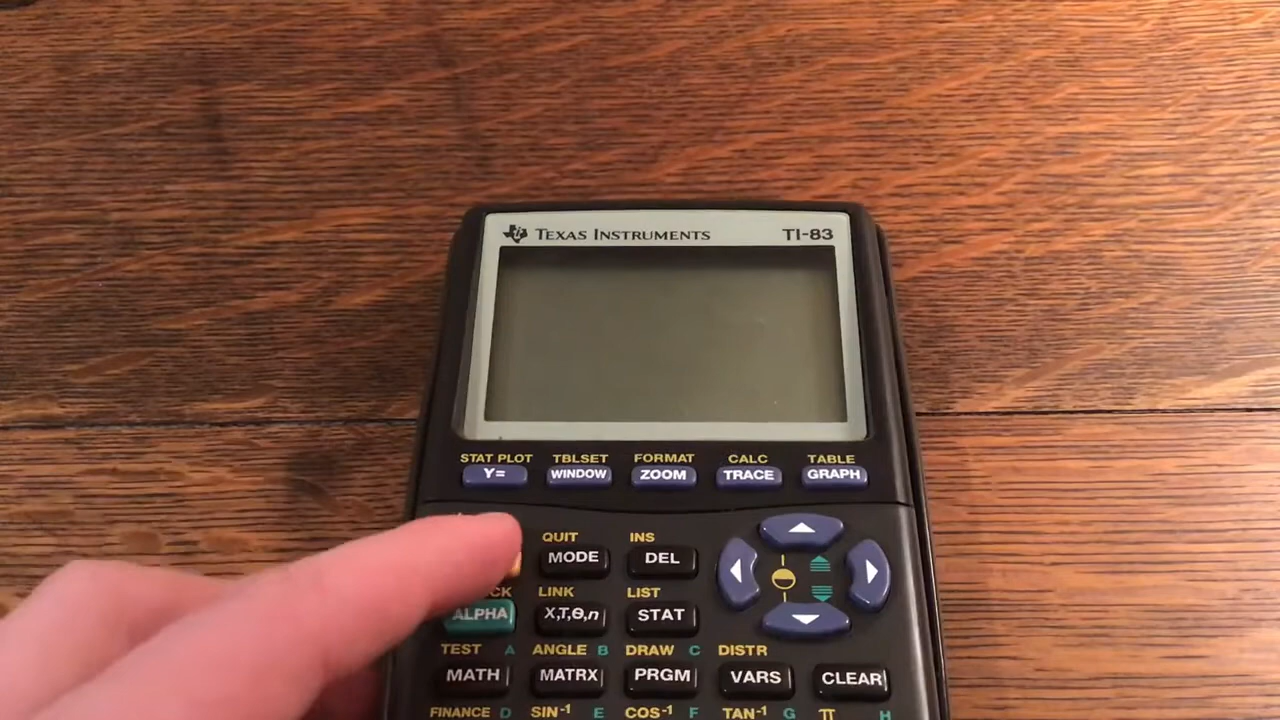 TEXAS INSTRUMENTS TI-83
STAT PLOT TBLSET FORMAT CALC TABLE
Y= WINDOW ZOOM TRACE GRAPH
QUIT INS
MODE DEL
LINK LIST
ALPHA X,T,Θ,n STAT
TEST A ANGLE B DRAW C DISTR
MATH MATRX PRGM VARS CLEAR
FINANCE D SIN⁻¹ E COS⁻¹ F TAN⁻¹ G π H